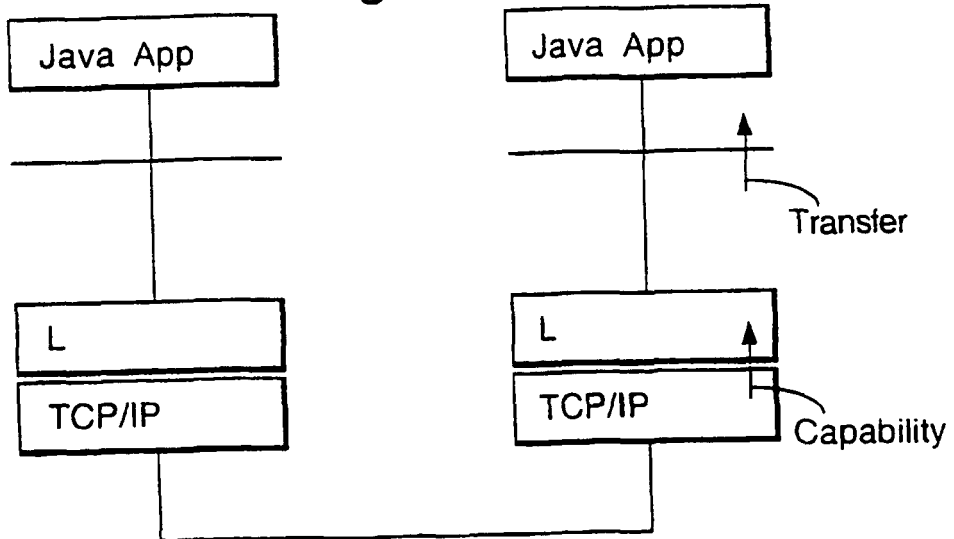 Java App
Java App
Transfer
L
L
TCP/IP
TCP/IP
Capability